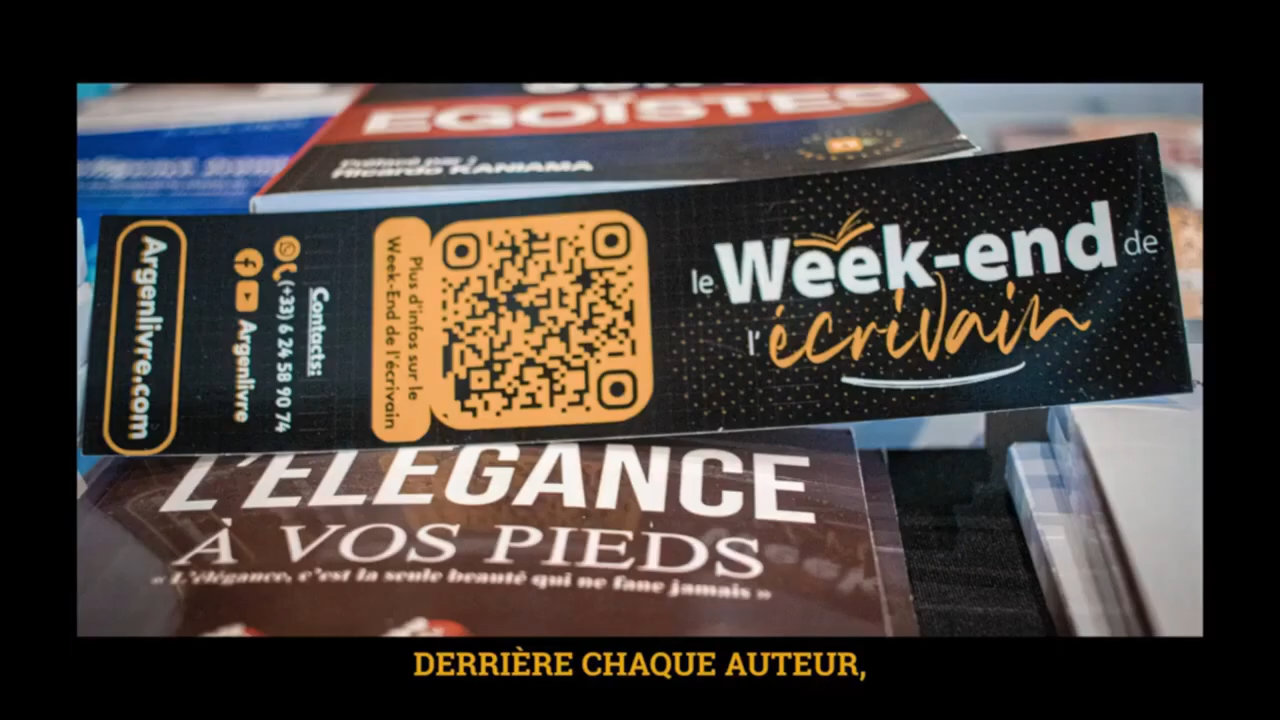 EGOÏSTES
Préfacé par :
Ricardo KANIAMA
le Week-end de
l'écrivain
Plus d'infos sur le
Week-End de l'écrivain
Contacts:
(+33) 6 24 58 90 74
Argenlivre
Argenlivre.com
L'ÉLÉGANCE
À VOS PIEDS
« L'élégance, c'est la seule beauté qui ne fane jamais »
DERRIÈRE CHAQUE AUTEUR,